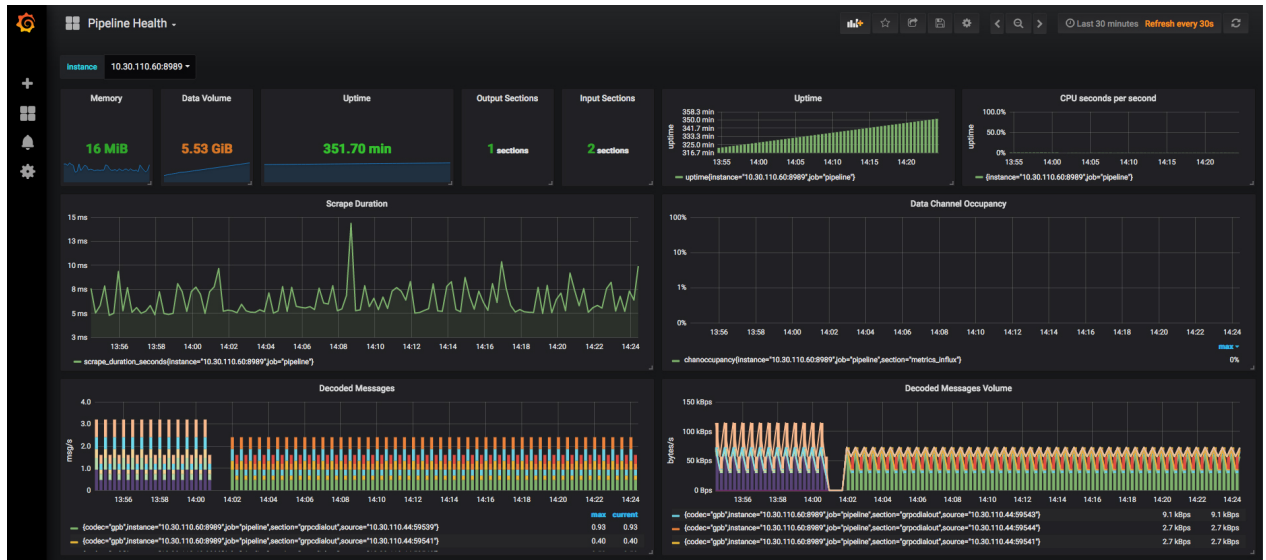 Pipeline Health
Last 30 minutes Refresh every 30s
instance 10.30.110.60:8989
Memory
16 MiB
Data Volume
5.53 GiB
Uptime
351.70 min
Output Sections
1 sections
Input Sections
2 sections
Uptime
uptime
358.3 min
350.0 min
341.7 min
333.3 min
325.0 min
316.7 min
13:55 14:00 14:05 14:10 14:15 14:20
uptime{instance="10.30.110.60:8989",job="pipeline"}
CPU seconds per second
uptime
100.0%
50.0%
0%
13:55 14:00 14:05 14:10 14:15 14:20
{instance="10.30.110.60:8989",job="pipeline"}
Scrape Duration
15 ms
13 ms
10 ms
8 ms
5 ms
3 ms
13:56 13:58 14:00 14:02 14:04 14:06 14:08 14:10 14:12 14:14 14:16 14:18 14:20 14:22 14:24
scrape_duration_seconds{instance="10.30.110.60:8989",job="pipeline"}
Data Channel Occupancy
100%
10%
1%
0%
13:56 13:58 14:00 14:02 14:04 14:06 14:08 14:10 14:12 14:14 14:16 14:18 14:20 14:22 14:24
max
chanoccupancy{instance="10.30.110.60:8989",job="pipeline",section="metrics_influx"} 0%
Decoded Messages
msg/s
4.0
3.0
2.0
1.0
0
13:56 13:58 14:00 14:02 14:04 14:06 14:08 14:10 14:12 14:14 14:16 14:18 14:20 14:22 14:24
max current
{codec="gpb",instance="10.30.110.60:8989",job="pipeline",section="grpcdialout",source="10.30.110.44:59539"} 0.93 0.93
{codec="gpb",instance="10.30.110.60:8989",job="pipeline",section="grpcdialout",source="10.30.110.44:59541"} 0.40 0.40
Decoded Messages Volume
bytes/s
150 kBps
100 kBps
50 kBps
0 Bps
13:56 13:58 14:00 14:02 14:04 14:06 14:08 14:10 14:12 14:14 14:16 14:18 14:20 14:22 14:24
{codec="gpb",instance="10.30.110.60:8989",job="pipeline",section="grpcdialout",source="10.30.110.44:59543"} 9.1 kBps 9.1 kBps
{codec="gpb",instance="10.30.110.60:8989",job="pipeline",section="grpcdialout",source="10.30.110.44:59544"} 2.7 kBps 2.7 kBps
{codec="gpb",instance="10.30.110.60:8989",job="pipeline",section="grpcdialout",source="10.30.110.44:59541"} 2.7 kBps 2.7 kBps